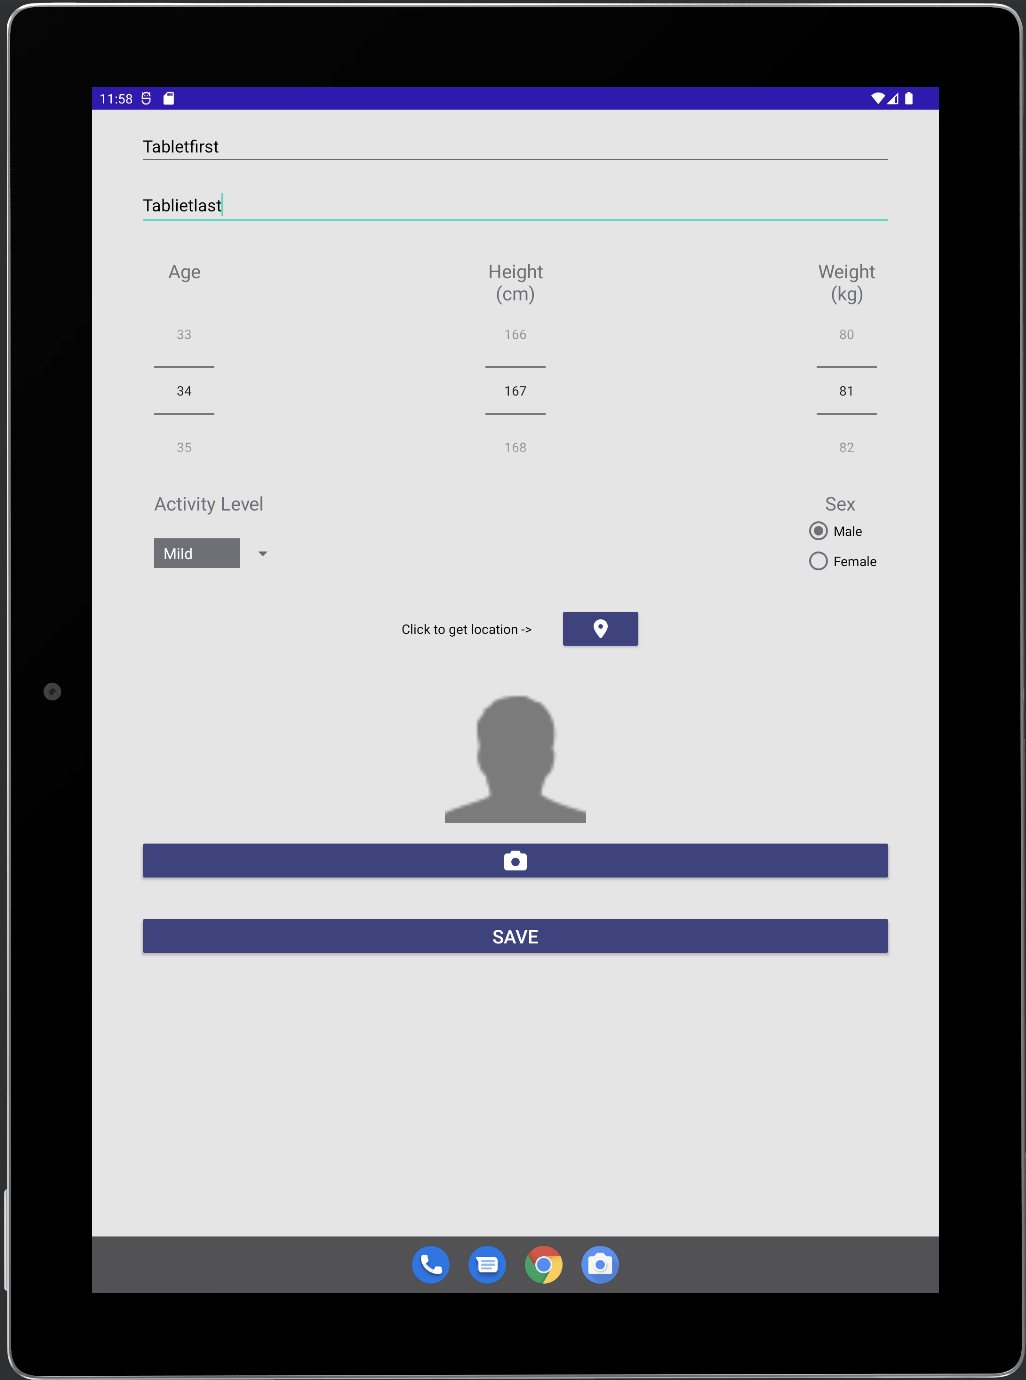 11:58
Tabletfirst
Tablietlast
Age
Height
(cm)
Weight
(kg)
33
166
80
34
167
81
35
168
82
Activity Level
Sex
Male
Mild
Female
Click to get location ->
SAVE